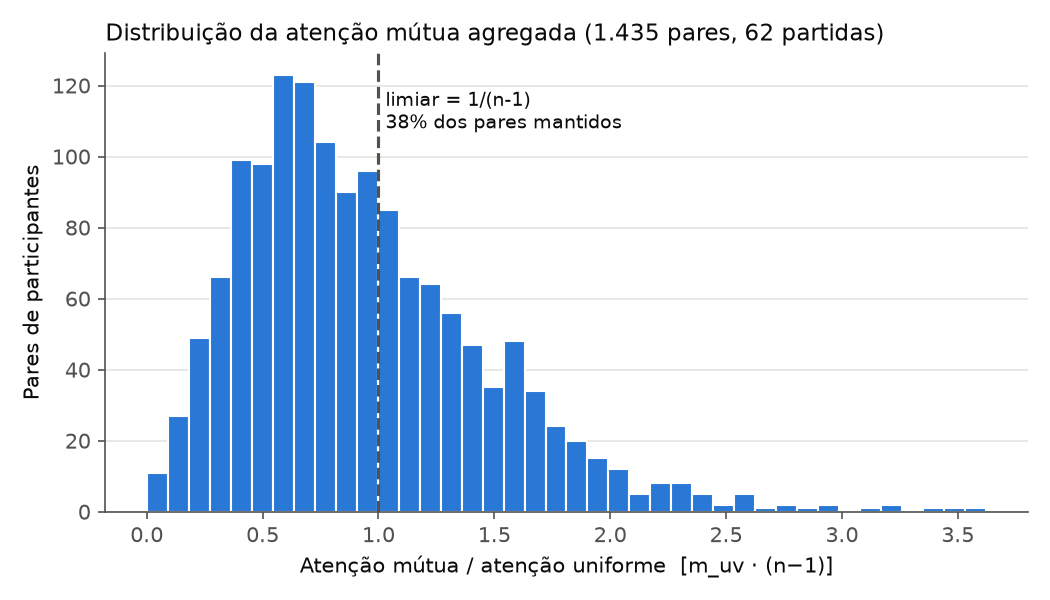 Distribuição da atenção mútua agregada (1.435 pares, 62 partidas)
limiar = 1/(n-1)
38% dos pares mantidos
Pares de participantes
120
100
80
60
40
20
0
0.0 0.5 1.0 1.5 2.0 2.5 3.0 3.5
Atenção mútua / atenção uniforme [m_uv · (n−1)]